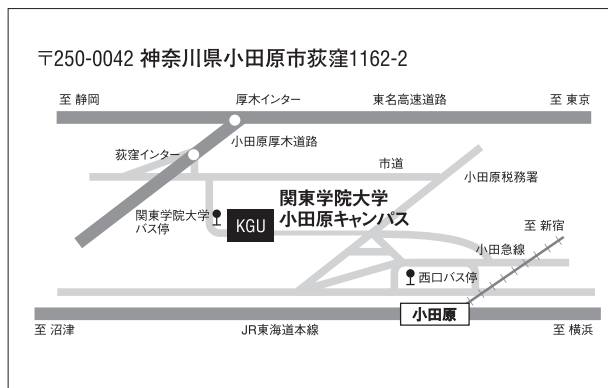 〒250-0042 神奈川県小田原市荻窪1162-2
至 静岡
厚木インター
東名高速道路
至 東京
小田原厚木道路
荻窪インター
市道
小田原税務署
関東学院大学
バス停
KGU
関東学院大学
小田原キャンパス
至 新宿
小田急線
西口バス停
小田原
至 沼津
JR東海道本線
至 横浜